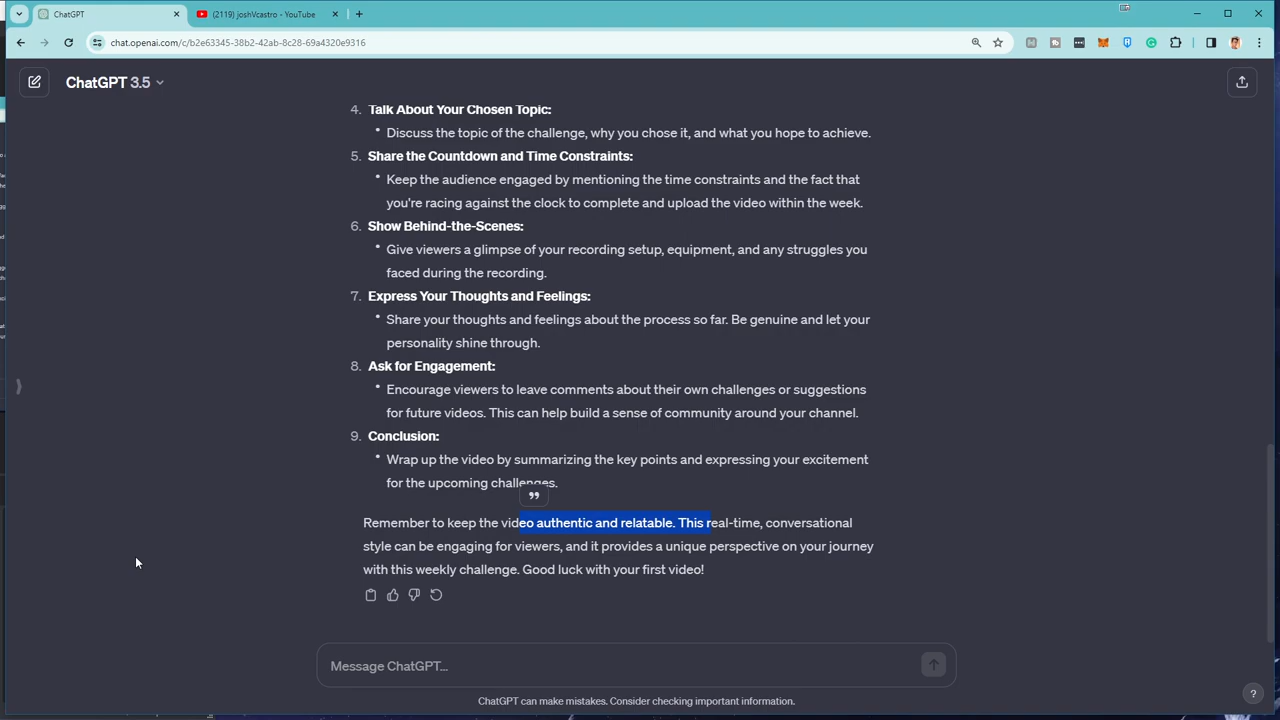 ChatGPT
(2119) joshVcastro - YouTube
chat.openai.com/c/b2e63345-38b2-42ab-8c28-69a4320e9316
ChatGPT 3.5
4. Talk About Your Chosen Topic:
• Discuss the topic of the challenge, why you chose it, and what you hope to achieve.
5. Share the Countdown and Time Constraints:
• Keep the audience engaged by mentioning the time constraints and the fact that
you're racing against the clock to complete and upload the video within the week.
6. Show Behind-the-Scenes:
• Give viewers a glimpse of your recording setup, equipment, and any struggles you
faced during the recording.
7. Express Your Thoughts and Feelings:
• Share your thoughts and feelings about the process so far. Be genuine and let your
personality shine through.
8. Ask for Engagement:
• Encourage viewers to leave comments about their own challenges or suggestions
for future videos. This can help build a sense of community around your channel.
9. Conclusion:
• Wrap up the video by summarizing the key points and expressing your excitement
for the upcoming challenges.
Remember to keep the video authentic and relatable. This real-time, conversational
style can be engaging for viewers, and it provides a unique perspective on your journey
with this weekly challenge. Good luck with your first video!
Message ChatGPT...
ChatGPT can make mistakes. Consider checking important information.
?